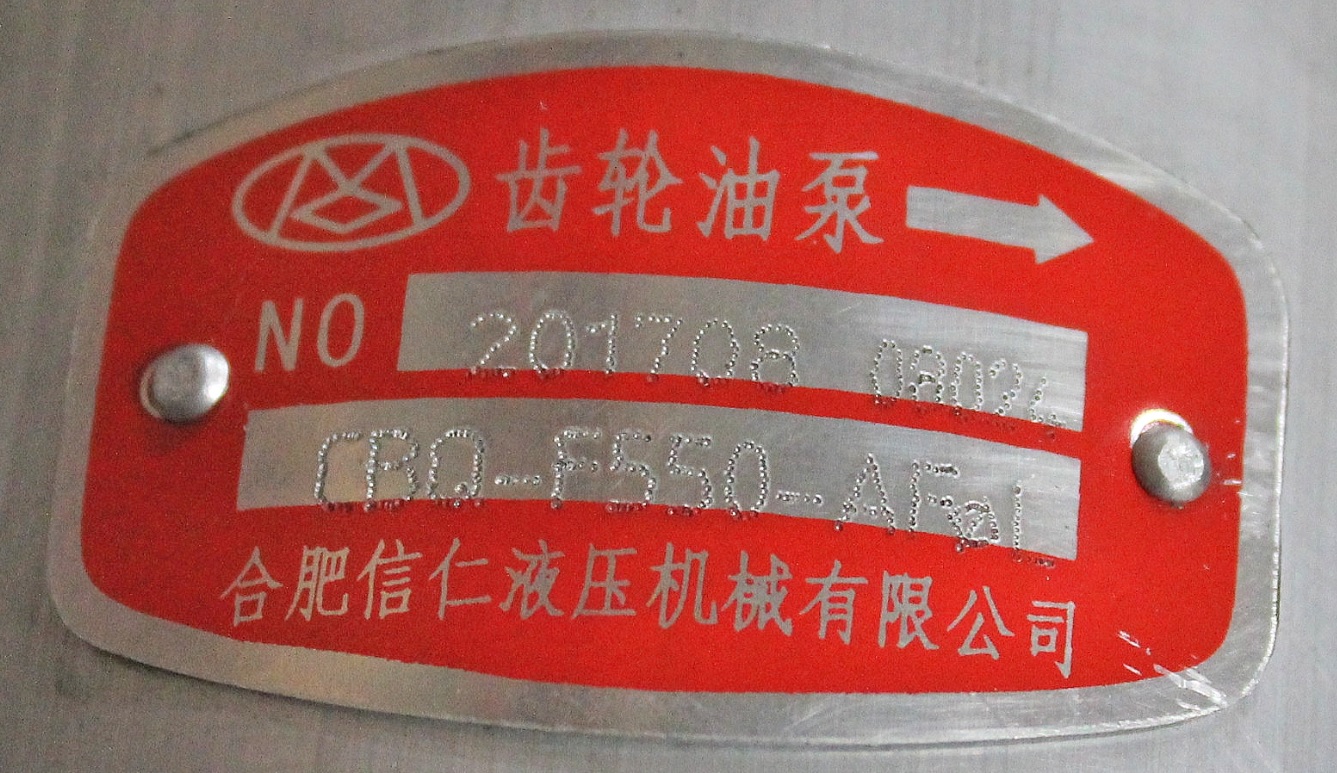 齿轮油泵
NO 201708 08024
CBQ-F550-AFaL
合肥信仁液压机械有限公司